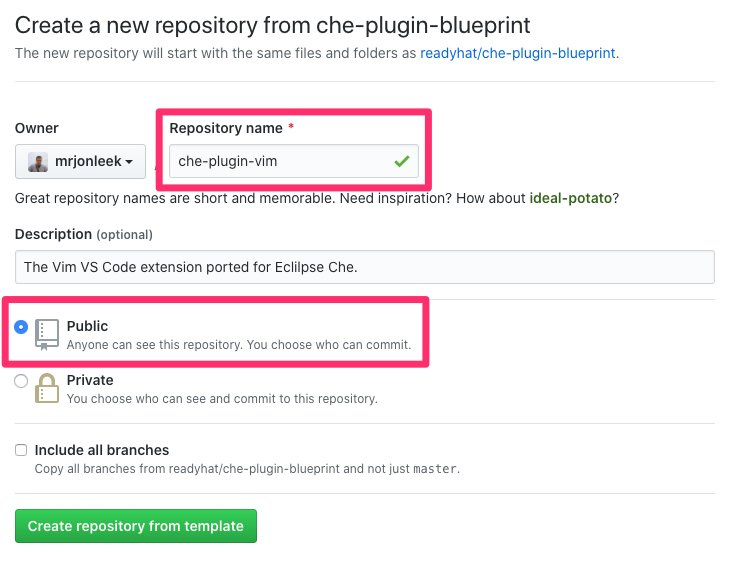 Create a new repository from che-plugin-blueprint
The new repository will start with the same files and folders as readyhat/che-plugin-blueprint.
Owner
Repository name *
mrjonleek
/
che-plugin-vim
Great repository names are short and memorable. Need inspiration? How about ideal-potato?
Description (optional)
The Vim VS Code extension ported for Eclilpse Che.
Public
Anyone can see this repository. You choose who can commit.
Private
You choose who can see and commit to this repository.
Include all branches
Copy all branches from readyhat/che-plugin-blueprint and not just master.
Create repository from template